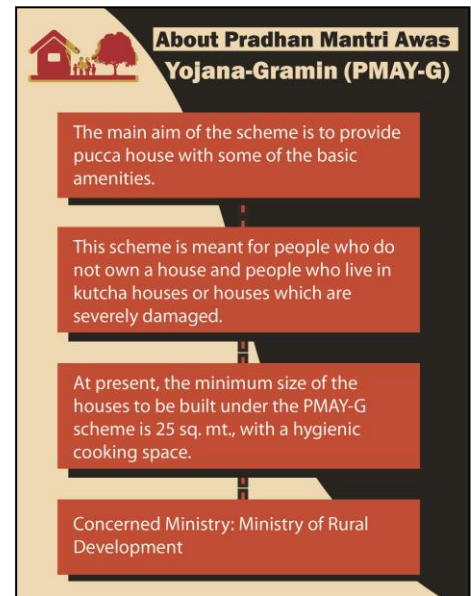 About Pradhan Mantri Awas
Yojana-Gramin (PMAY-G)
The main aim of the scheme is to provide
pucca house with some of the basic
amenities.
This scheme is meant for people who do
not own a house and people who live in
kutcha houses or houses which are
severely damaged.
At present, the minimum size of the
houses to be built under the PMAY-G
scheme is 25 sq. mt., with a hygienic
cooking space.
Concerned Ministry: Ministry of Rural
Development